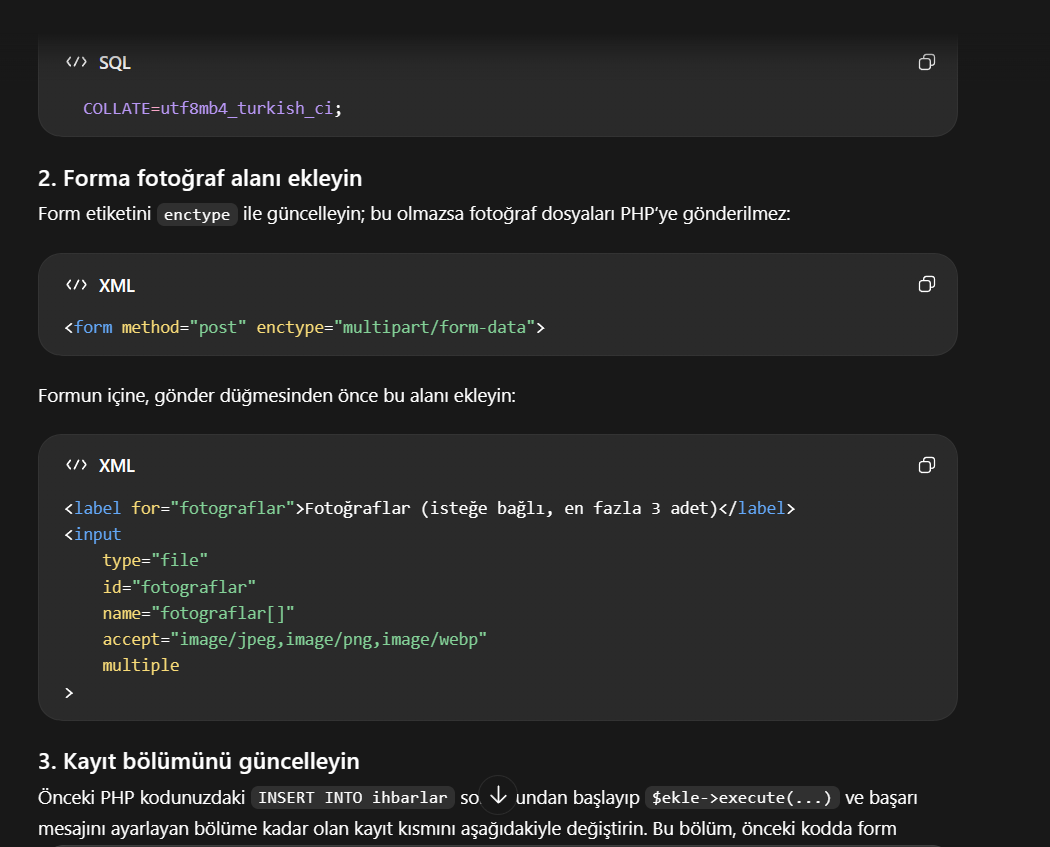 SQL
COLLATE=utf8mb4_turkish_ci;
2. Forma fotoğraf alanı ekleyin
Form etiketini enctype ile güncelleyin; bu olmazsa fotoğraf dosyaları PHP’ye gönderilmez:
XML
<form method="post" enctype="multipart/form-data">
Formun içine, gönder düğmesinden önce bu alanı ekleyin:
XML
<label for="fotograflar">Fotoğraflar (isteğe bağlı, en fazla 3 adet)</label>
<input
    type="file"
    id="fotograflar"
    name="fotograflar[]"
    accept="image/jpeg,image/png,image/webp"
    multiple
>
3. Kayıt bölümünü güncelleyin
Önceki PHP kodunuzdaki INSERT INTO ihbarlar başlayıp $ekle->execute(...) ve başarı
mesajını ayarlayan bölüme kadar olan kayıt kısmını aşağıdakiyle değiştirin. Bu bölüm, önceki kodda form